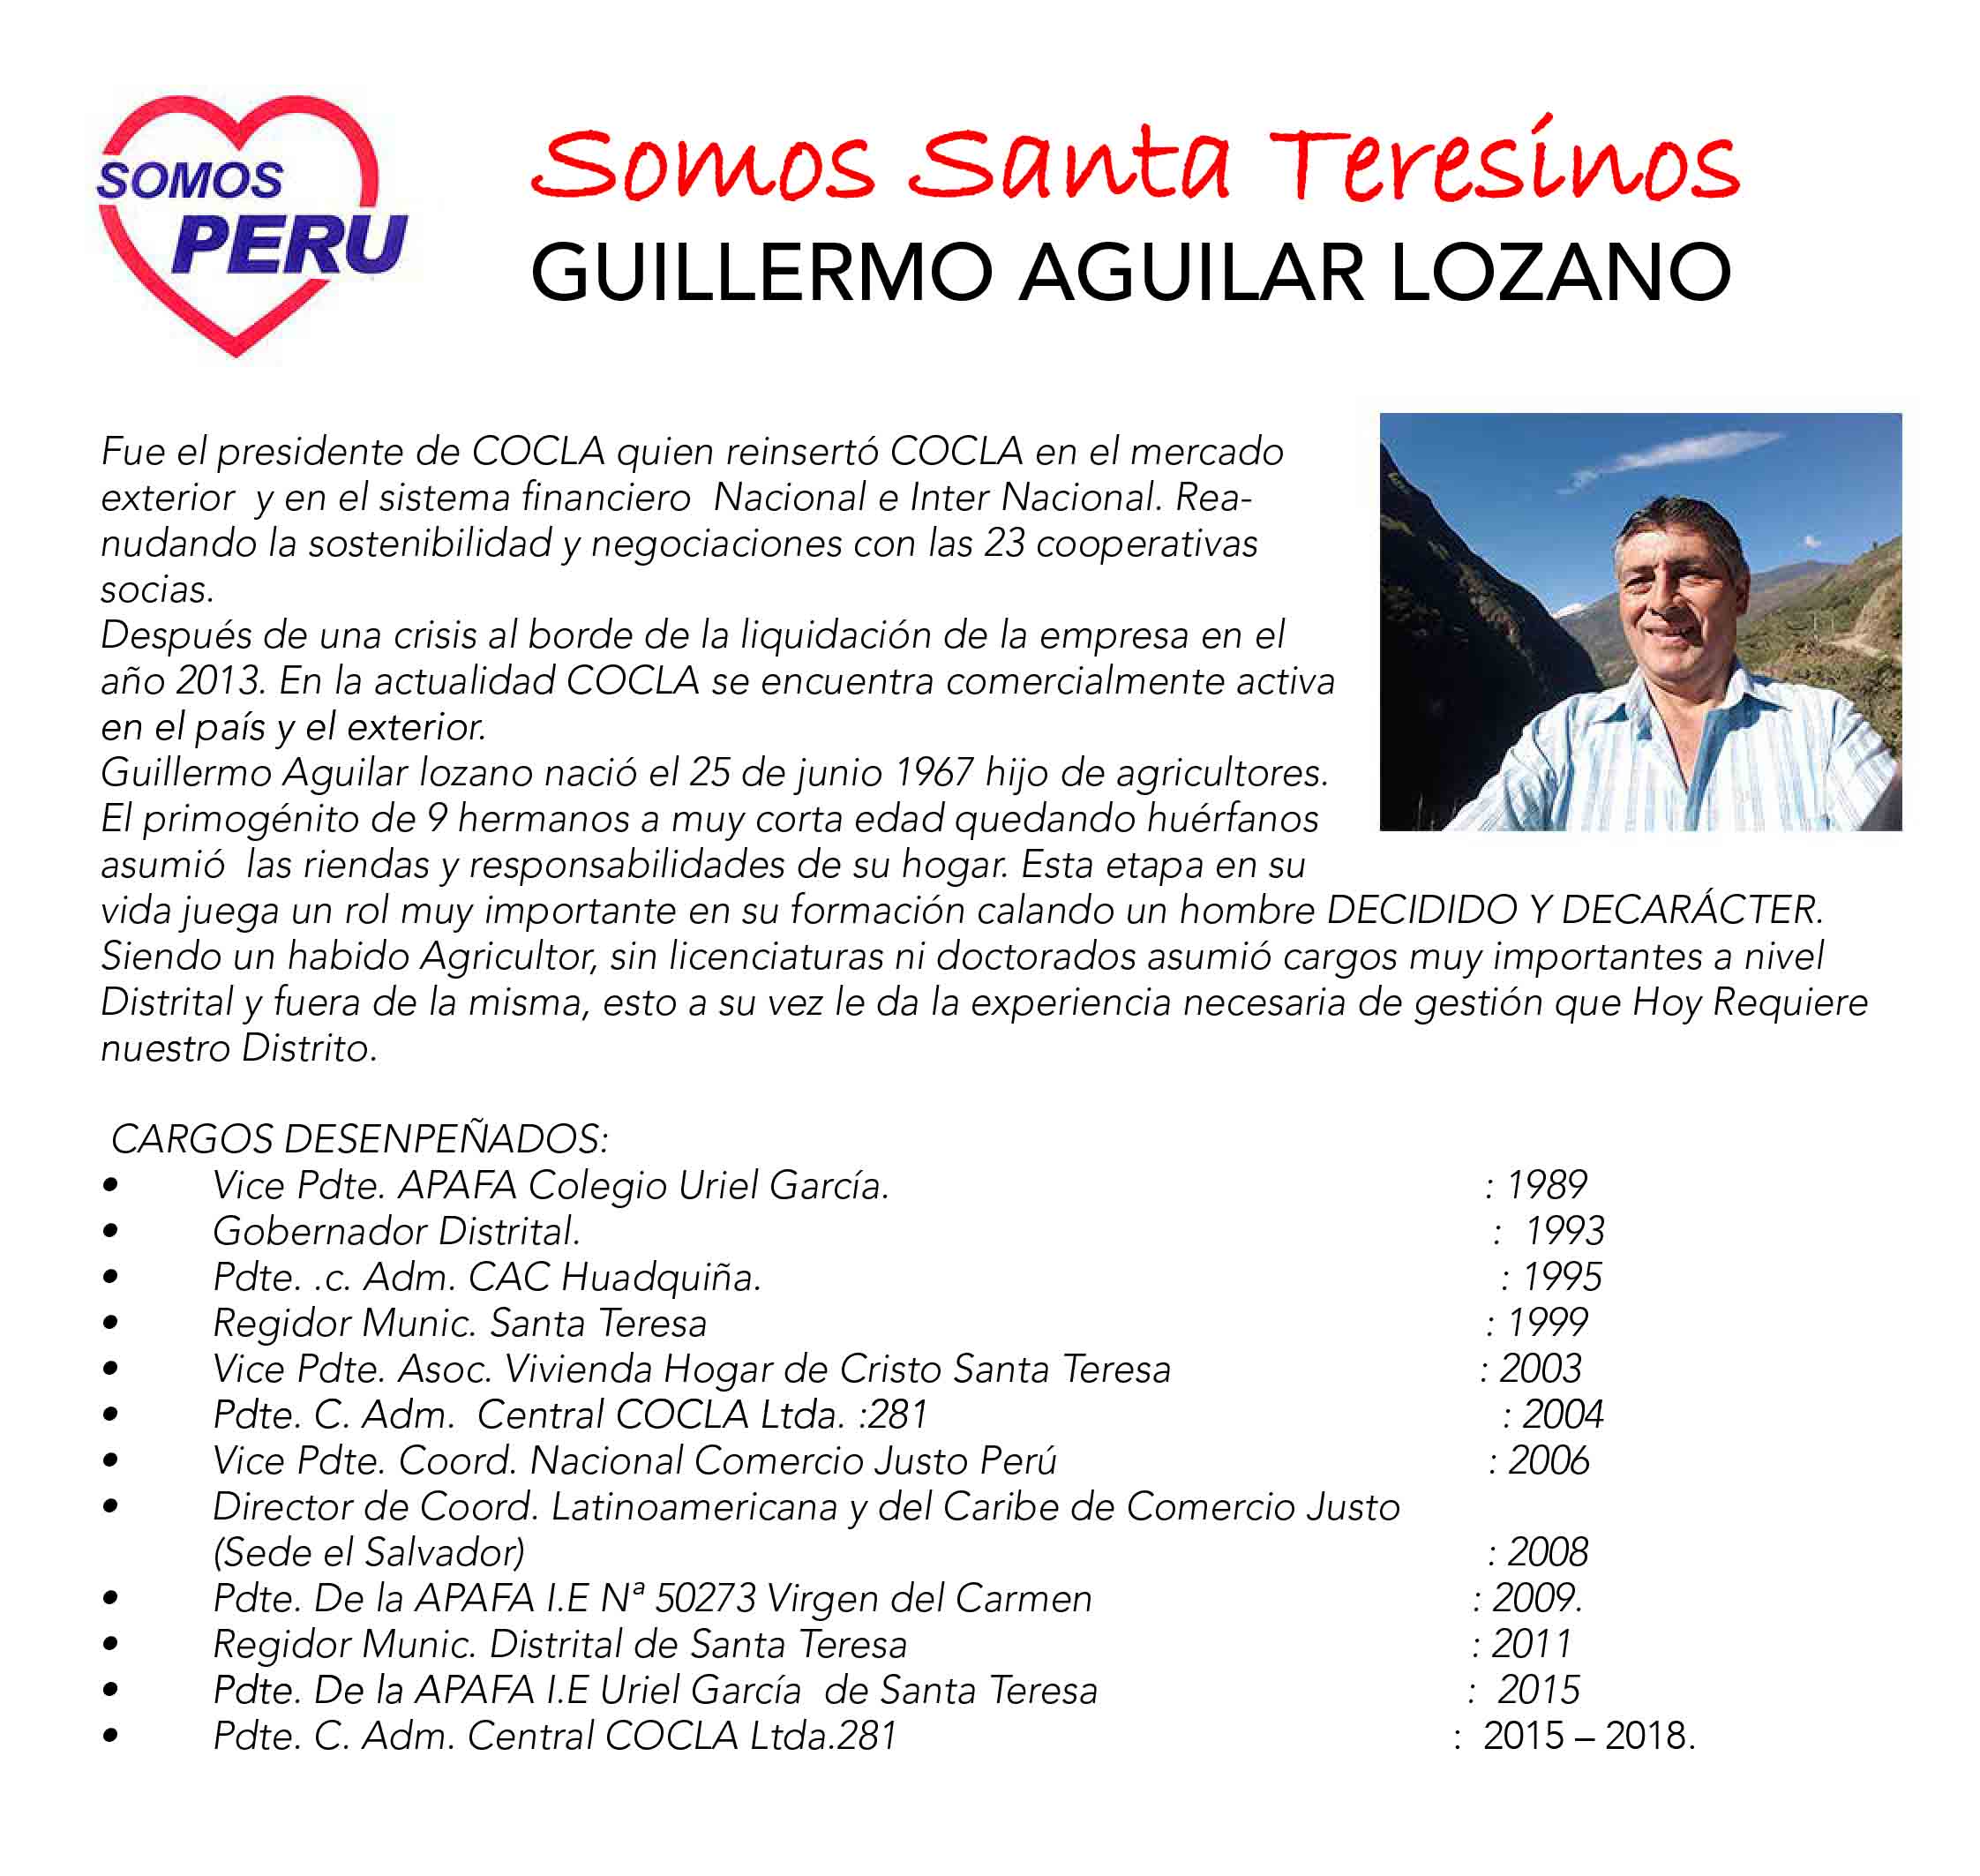 SOMOS
PERU
Somos Santa Teresínos
GUILLERMO AGUILAR LOZANO
Fue el presidente de COCLA quien reinsertó COCLA en el mercado
exterior y en el sistema financiero Nacional e Inter Nacional. Rea-
nudando la sostenibilidad y negociaciones con las 23 cooperativas
socias.
Después de una crisis al borde de la liquidación de la empresa en el
año 2013. En la actualidad COCLA se encuentra comercialmente activa
en el país y el exterior.
Guillermo Aguilar lozano nació el 25 de junio 1967 hijo de agricultores.
El primogénito de 9 hermanos a muy corta edad quedando huérfanos
asumió las riendas y responsabilidades de su hogar. Esta etapa en su
vida juega un rol muy importante en su formación calando un hombre DECIDIDO Y DECARÁCTER.
Siendo un habido Agricultor, sin licenciaturas ni doctorados asumió cargos muy importantes a nivel
Distrital y fuera de la misma, esto a su vez le da la experiencia necesaria de gestión que Hoy Requiere
nuestro Distrito.
CARGOS DESENPEÑADOS:
• Vice Pdte. APAFA Colegio Uriel García. : 1989
• Gobernador Distrital. : 1993
• Pdte. .c. Adm. CAC Huadquiña. : 1995
• Regidor Munic. Santa Teresa : 1999
• Vice Pdte. Asoc. Vivienda Hogar de Cristo Santa Teresa : 2003
• Pdte. C. Adm. Central COCLA Ltda. :281 : 2004
• Vice Pdte. Coord. Nacional Comercio Justo Perú : 2006
• Director de Coord. Latinoamericana y del Caribe de Comercio Justo
(Sede el Salvador) : 2008
• Pdte. De la APAFA I.E Nª 50273 Virgen del Carmen : 2009.
• Regidor Munic. Distrital de Santa Teresa : 2011
• Pdte. De la APAFA I.E Uriel García de Santa Teresa : 2015
• Pdte. C. Adm. Central COCLA Ltda.281 : 2015 – 2018.